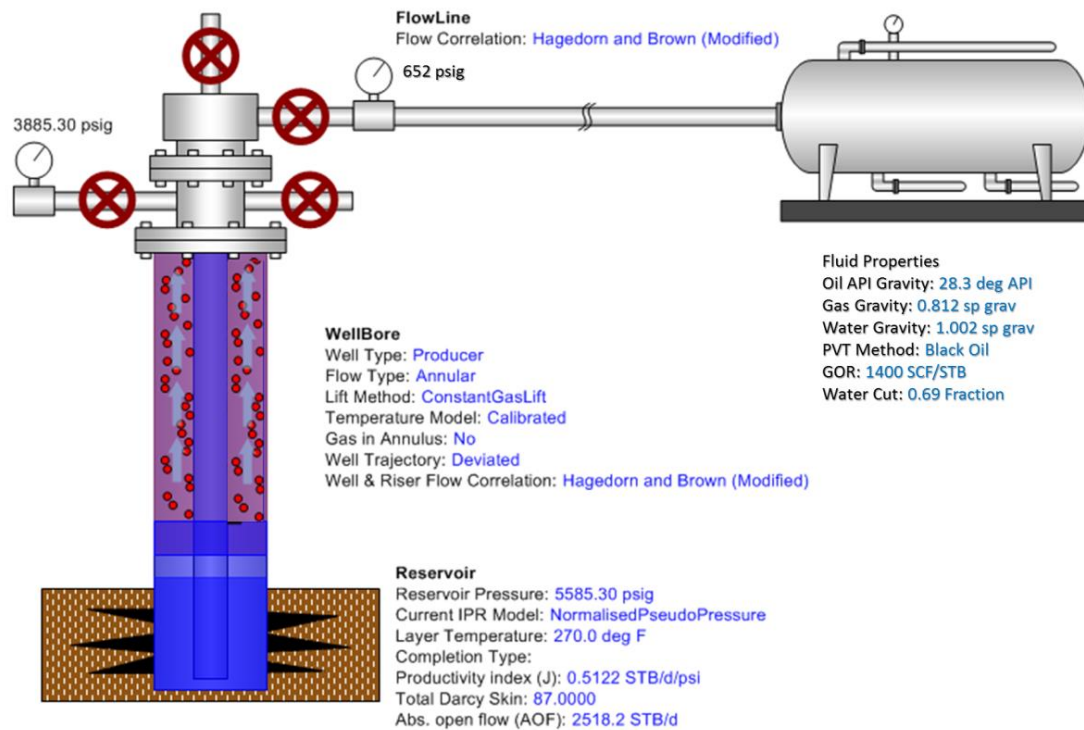 FlowLine
Flow Correlation: Hagedorn and Brown (Modified)
652 psig
3885.30 psig
Fluid Properties
Oil API Gravity: 28.3 deg API
Gas Gravity: 0.812 sp grav
Water Gravity: 1.002 sp grav
PVT Method: Black Oil
GOR: 1400 SCF/STB
Water Cut: 0.69 Fraction
WellBore
Well Type: Producer
Flow Type: Annular
Lift Method: ConstantGasLift
Temperature Model: Calibrated
Gas in Annulus: No
Well Trajectory: Deviated
Well & Riser Flow Correlation: Hagedorn and Brown (Modified)
Reservoir
Reservoir Pressure: 5585.30 psig
Current IPR Model: NormalisedPseudoPressure
Layer Temperature: 270.0 deg F
Completion Type:
Productivity index (J): 0.5122 STB/d/psi
Total Darcy Skin: 87.0000
Abs. open flow (AOF): 2518.2 STB/d